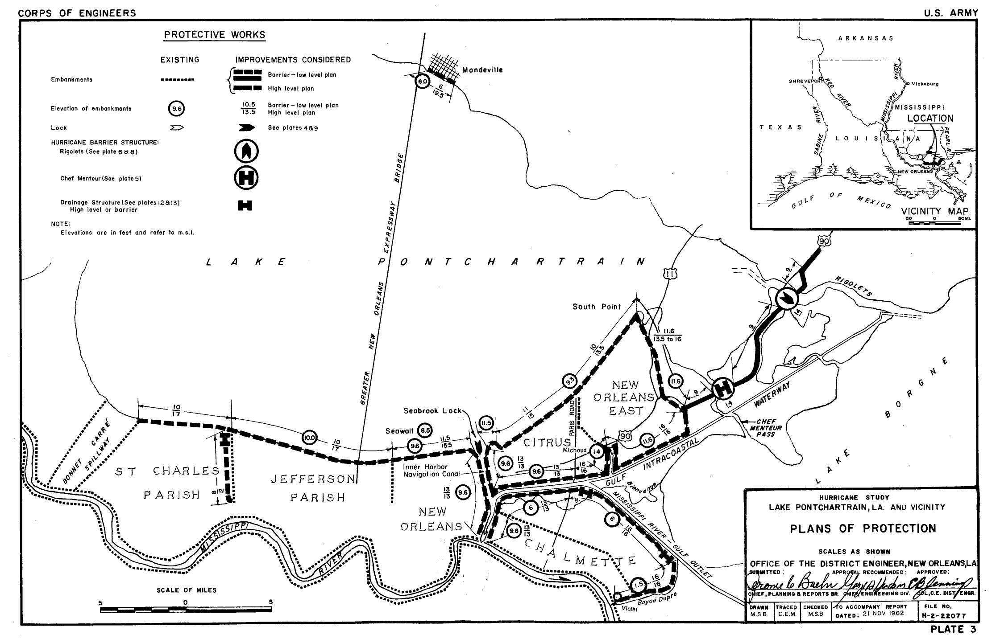 CORPS OF ENGINEERS
U.S. ARMY
PROTECTIVE WORKS
EXISTING
IMPROVEMENTS CONSIDERED
Embankments
Barrier - low level plan
High level plan
Elevation of embankments
9.6
10.5
13.5
Barrier - low level plan
High level plan
Lock
See plates 4 & 9
HURRICANE BARRIER STRUCTURE:
Rigolets (See plate 6 & 8)
Chef Menteur (See plate 5)
Drainage Structure (See plates 12 & 13)
High level or barrier
NOTE:
Elevations are in feet and refer to m.s.l.
Mandeville
6.0
6
19.5
ARKANSAS
SHREVEPORT
RED RIVER
MISSISSIPPI RIVER
Vicksburg
MISSISSIPPI
LOCATION
TEXAS
SABINE RIVER
LOUISIANA
PEARL R.
NEW ORLEANS
GULF OF MEXICO
VICINITY MAP
50 0 50 Mi.
GREATER NEW ORLEANS EXPRESSWAY BRIDGE
LAKE PONTCHARTRAIN
90
11
9
RIGOLETS
14
9
South Point
11.6
13.5 to 16
10
13.5
9.3
11
15
11.6
9
14
NEW
ORLEANS
EAST
PARIS ROAD
WATERWAY
CHEF
MENTEUR
PASS
LAKE BORGNE
10
17
BONNET CARRÉ SPILLWAY
10.0
10
17
Seabrook Lock
Seawall 8.5
9.6
11.5
15.5
11.5
CITRUS
90
Michoud
14
11.6
16
16
GULF INTRACOASTAL
Inner Harbor
Navigation Canal
9.6
13
13
9.6
13
13
16
16
ST CHARLES
PARISH
8
12
JEFFERSON
PARISH
13
13
9.6
NEW
ORLEANS
6
13
13
B. Bienvenue
MISSISSIPPI RIVER - GULF OUTLET
6
16
16
9.6
13
13
CHALMETTE
MISSISSIPPI RIVER
1.5
16
16
Bayou Dupre
Violet
SCALE OF MILES
5 0 5
HURRICANE STUDY
LAKE PONTCHARTRAIN, LA. AND VICINITY
PLANS OF PROTECTION
SCALES AS SHOWN
OFFICE OF THE DISTRICT ENGINEER, NEW ORLEANS, LA.
SUBMITTED: APPROVAL RECOMMENDED: APPROVED:
CHIEF, PLANNING & REPORTS BR. CHIEF, ENGINEERING DIV. COL, C.E. DIST. ENGR.
DRAWN
M.S.B.
TRACED
C.E.M.
CHECKED
M.S.B
TO ACCOMPANY REPORT
DATED: 21 NOV. 1962
FILE NO.
H-2-22077
PLATE 3